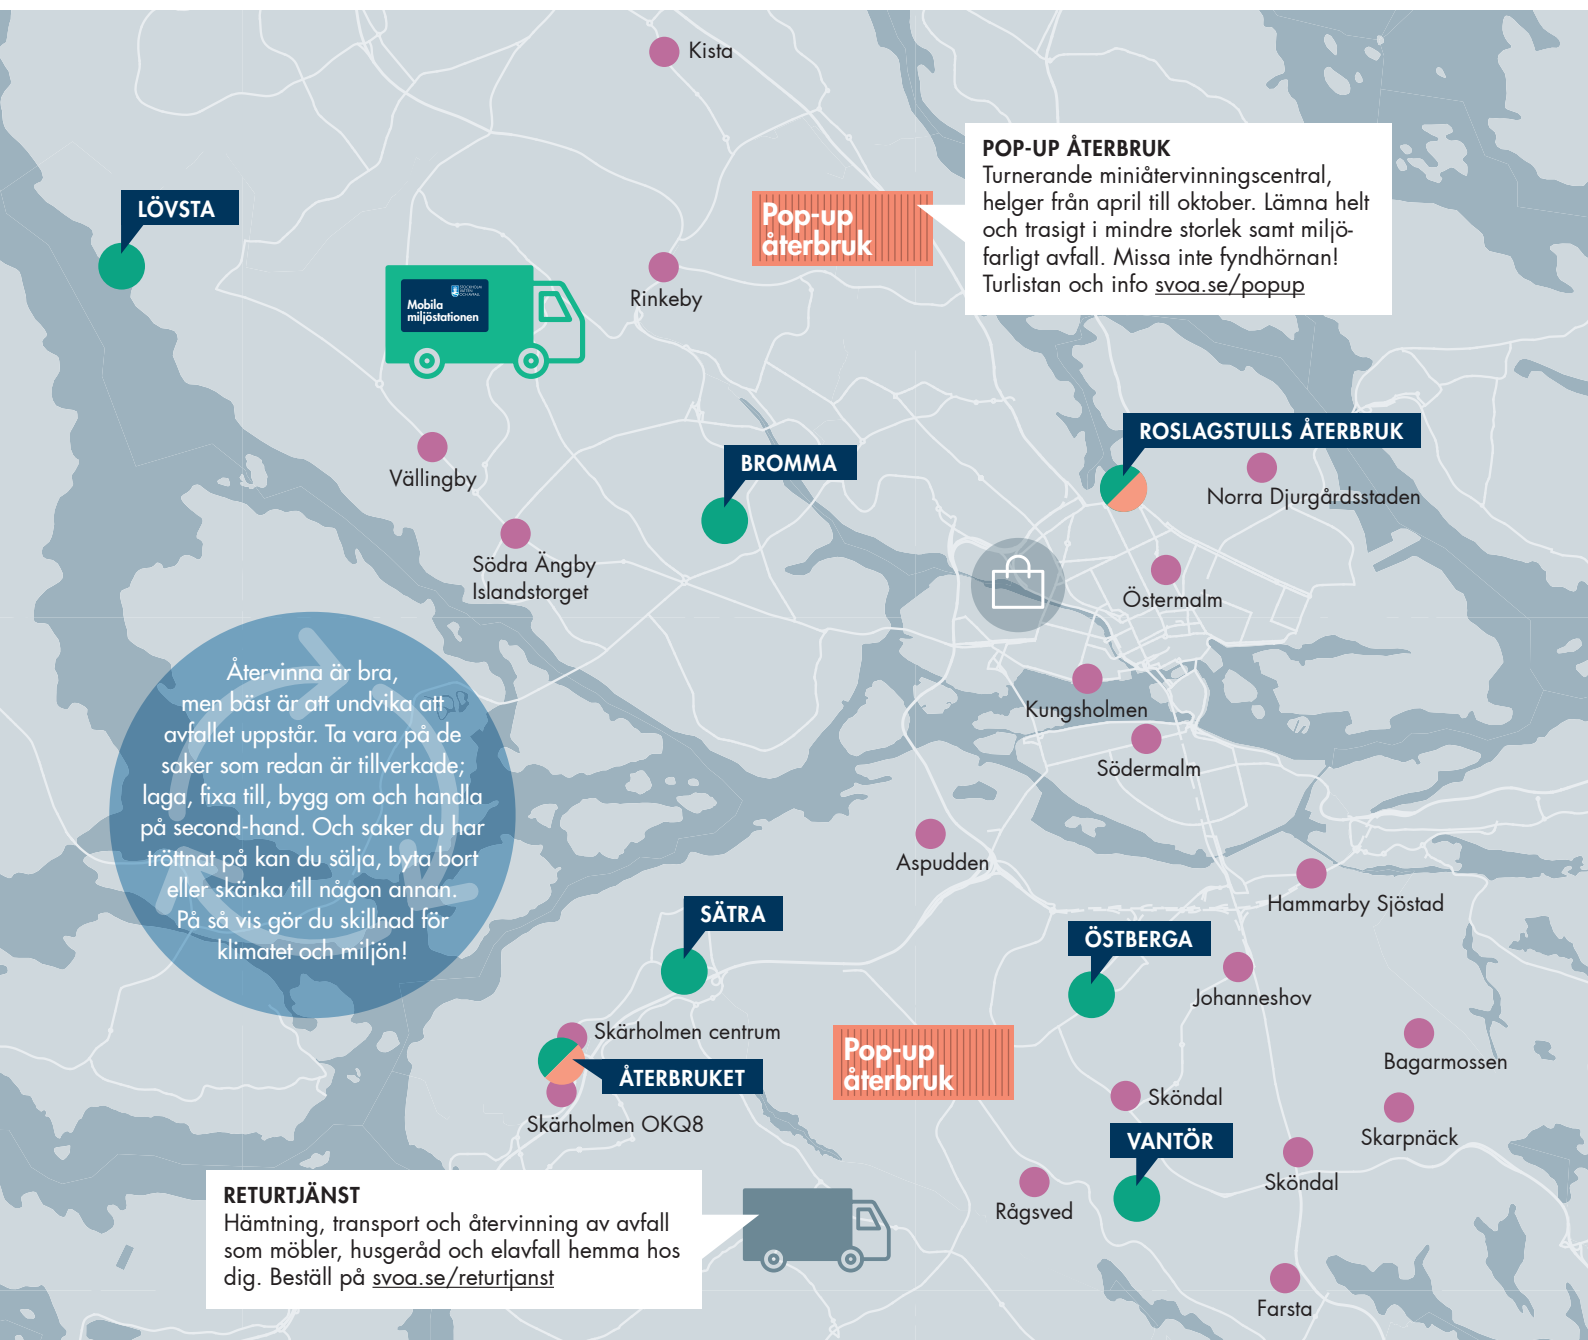 Kista
POP-UP ÅTERBRUK
Turnerande miniåtervinningscentral,
helger från april till oktober. Lämna helt
och trasigt i mindre storlek samt miljö-
farligt avfall. Missa inte fyndhörnan!
Turlistan och info svoa.se/popup
LÖVSTA
Pop-up
återbruk
Rinkeby
STOCKHOLM
VATTEN
OCH AVFALL
Mobila
miljöstationen
ROSLAGSTULLS ÅTERBRUK
BROMMA
Vällingby
Norra Djurgårdsstaden
Södra Ängby
Islandstorget
Östermalm
Återvinna är bra,
men bäst är att undvika att
avfallet uppstår. Ta vara på de
saker som redan är tillverkade;
laga, fixa till, bygg om och handla
på second-hand. Och saker du har
tröttnat på kan du sälja, byta bort
eller skänka till någon annan.
På så vis gör du skillnad för
klimatet och miljön!
Kungsholmen
Södermalm
Aspudden
Hammarby Sjöstad
SÄTRA
ÖSTBERGA
Johanneshov
Skärholmen centrum
Pop-up
återbruk
Bagarmossen
ÅTERBRUKET
Sköndal
Skärholmen OKQ8
VANTÖR
Skarpnäck
Sköndal
Rågsved
RETURTJÄNST
Hämtning, transport och återvinning av avfall
som möbler, husgeråd och elavfall hemma hos
dig. Beställ på svoa.se/returtjanst
Farsta